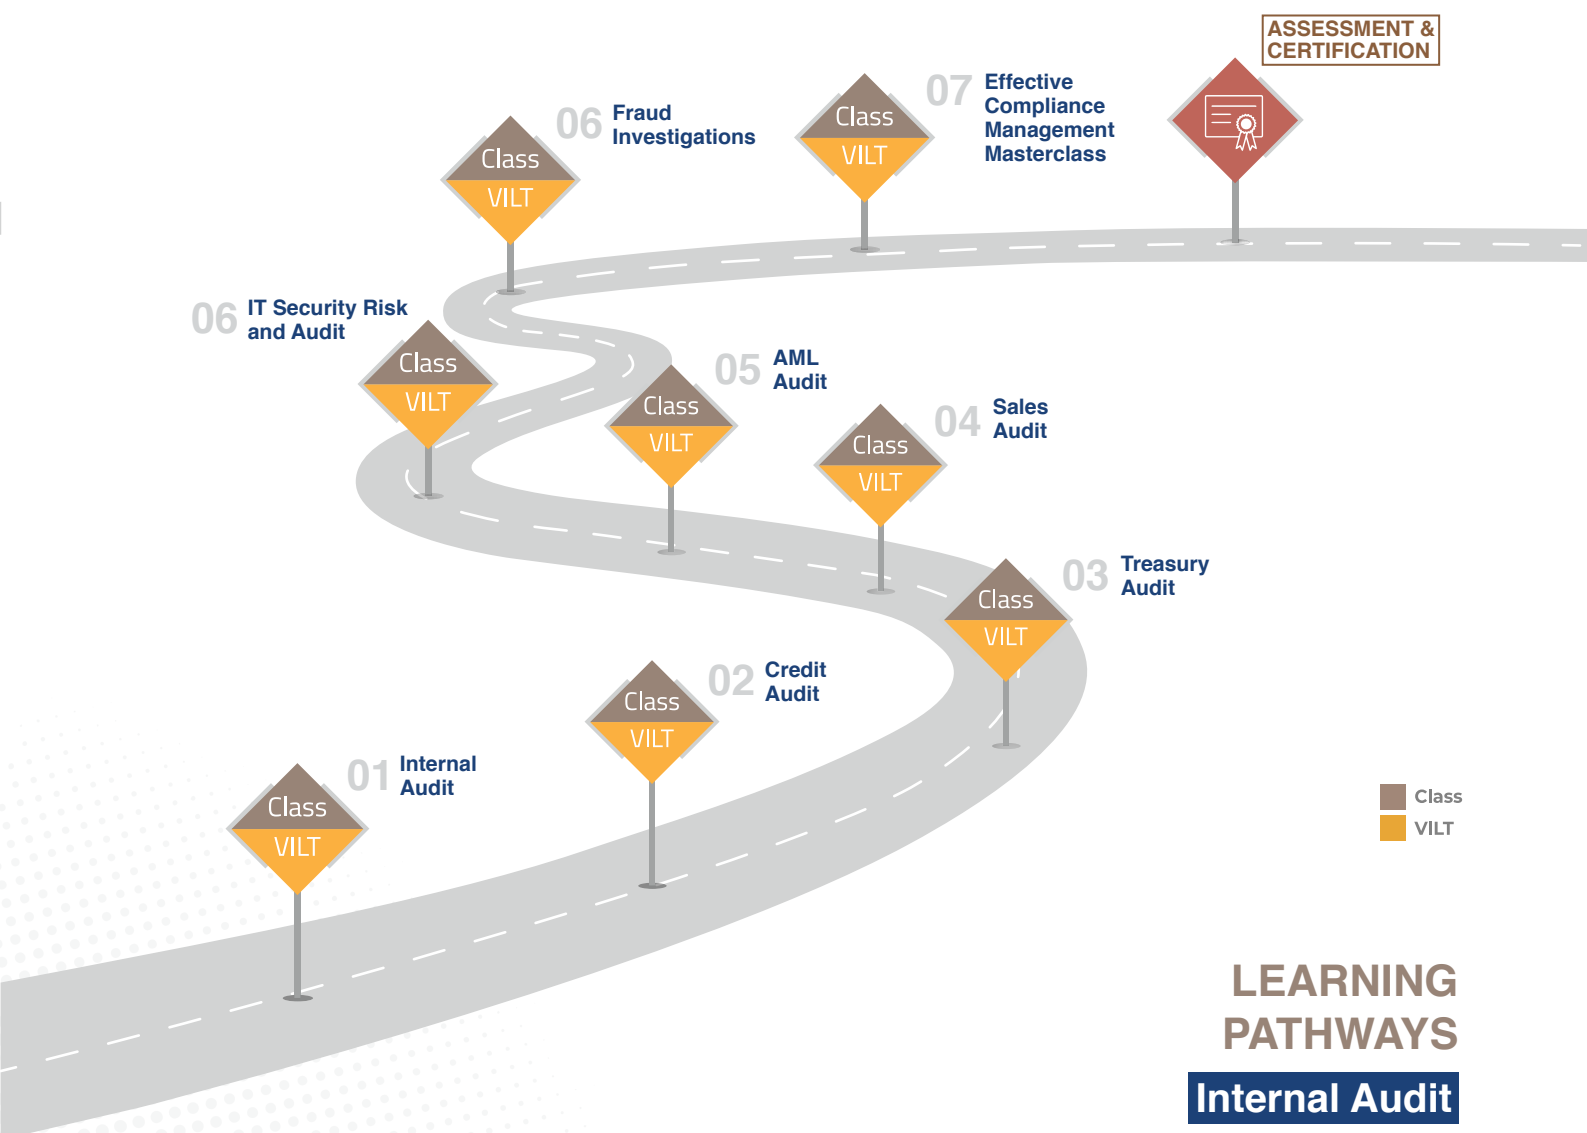 ASSESSMENT &
CERTIFICATION
07 Effective
Compliance
Management
Masterclass
Class
VILT
06 Fraud
Investigations
Class
VILT
06 IT Security Risk
and Audit
Class
VILT
05 AML
Audit
Class
VILT
04 Sales
Audit
Class
VILT
03 Treasury
Audit
Class
VILT
02 Credit
Audit
Class
VILT
01 Internal
Audit
Class
VILT
Class
VILT
LEARNING
PATHWAYS
Internal Audit